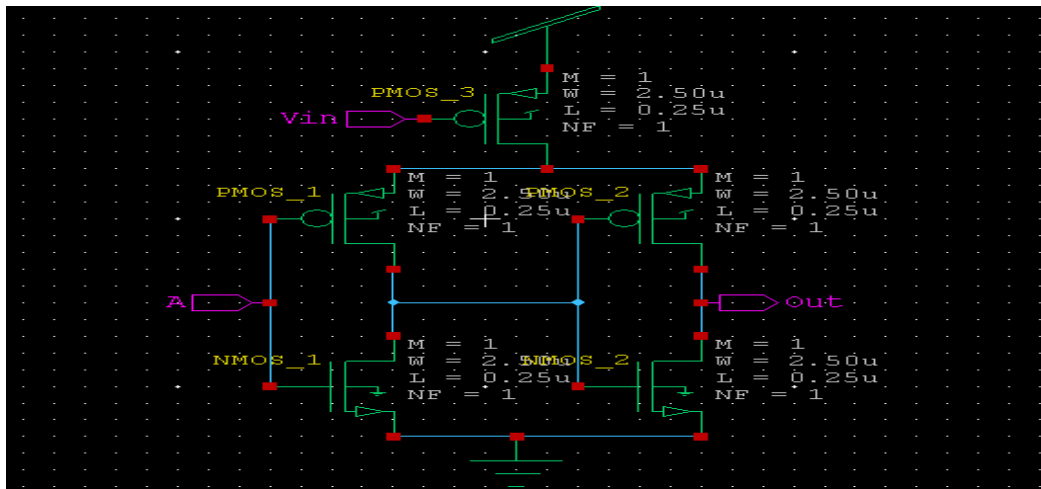 PMOS_3
M = 1
W = 2.50u
L = 0.25u
NF = 1
Vin
PMOS_1
M = 1
W = 2.50u
L = 0.25u
NF = 1
PMOS_2
M = 1
W = 2.50u
L = 0.25u
NF = 1
A
Out
NMOS_1
M = 1
W = 2.50u
L = 0.25u
NF = 1
NMOS_2
M = 1
W = 2.50u
L = 0.25u
NF = 1